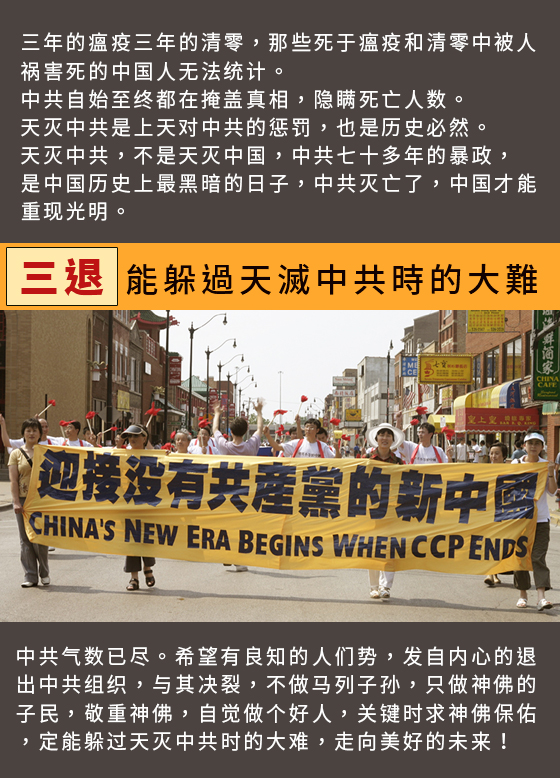 三年的瘟疫三年的清零，那些死于瘟疫和清零中被人
祸害死的中国人无法统计。
中共自始至终都在掩盖真相，隐瞒死亡人数。
天灭中共是上天对中共的惩罚，也是历史必然。
天灭中共，不是天灭中国，中共七十多年的暴政，
是中国历史上最黑暗的日子，中共灭亡了，中国才能
重现光明。
三退 能躲過天滅中共時的大難
迎接没有共產黨的新中國
CHINA'S NEW ERA BEGINS WHEN CCP ENDS
中共气数已尽。希望有良知的人们势，发自内心的退
出中共组织，与其决裂，不做马列子孙，只做神佛的
子民，敬重神佛，自觉做个好人，关键时求神佛保佑
，定能躲过天灭中共时的大难，走向美好的未来！